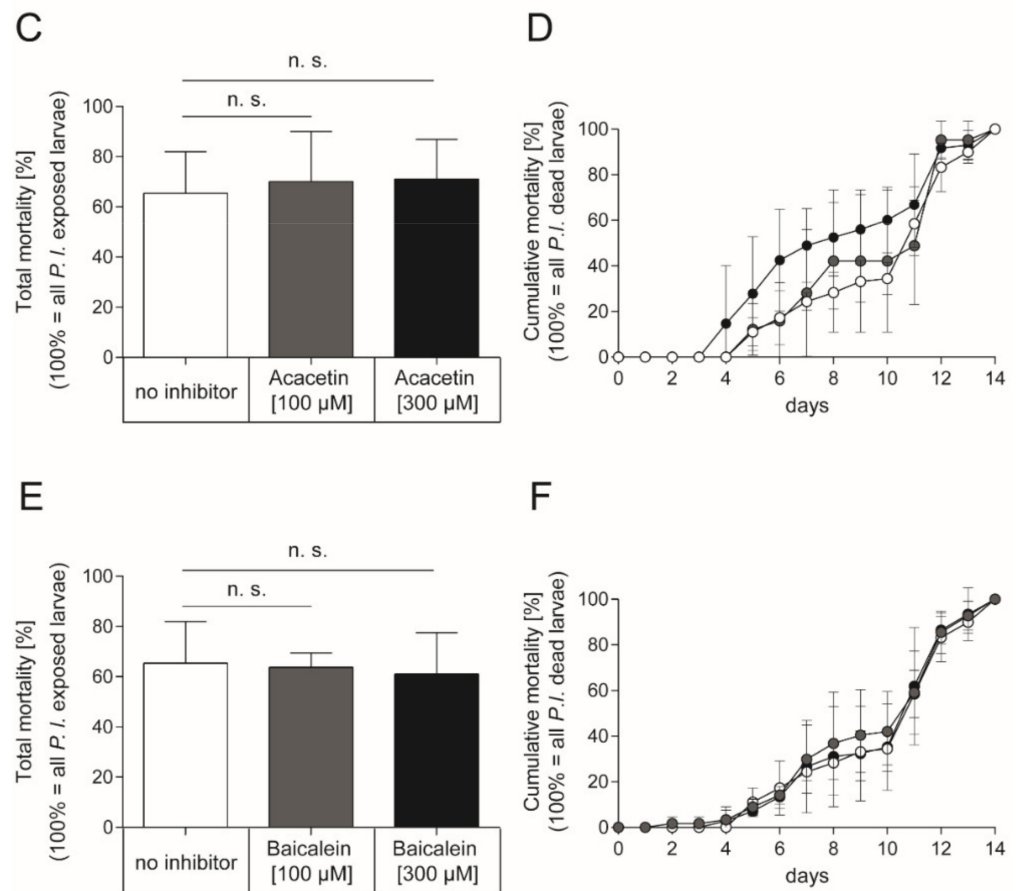 C
n. s.
n. s.
Total mortality [%]
(100% = all P. l. exposed larvae)
100
80
60
40
20
0
no inhibitor
Acacetin
[100 µM]
Acacetin
[300 µM]
D
Cumulative mortality [%]
(100% = all P.l. dead larvae)
100
80
60
40
20
0
0 2 4 6 8 10 12 14
days
E
n. s.
n. s.
Total mortality [%]
(100% = all P. l. exposed larvae)
100
80
60
40
20
0
no inhibitor
Baicalein
[100 µM]
Baicalein
[300 µM]
F
Cumulative mortality [%]
(100% = all P.l. dead larvae)
100
80
60
40
20
0
0 2 4 6 8 10 12 14
days